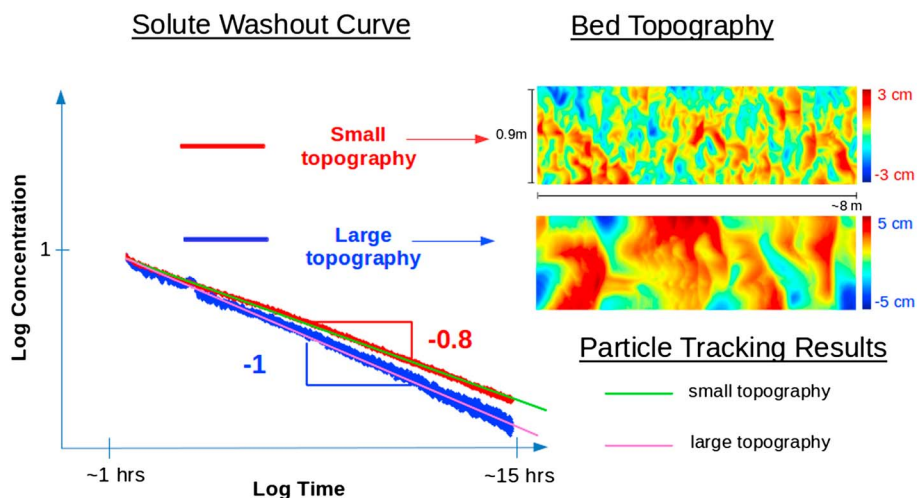 Solute Washout Curve
Bed Topography
Small
topography
Large
topography
Log Concentration
1
-0.8
-1
~1 hrs
~15 hrs
Log Time
0.9m
3 cm
-3 cm
~8 m
5 cm
-5 cm
Particle Tracking Results
small topography
large topography